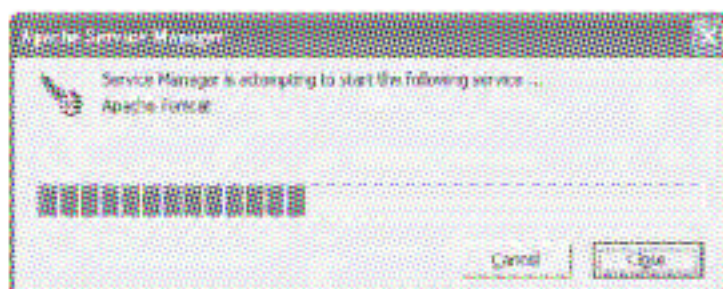 Apache Service Manager
Service Manager is attempting to start the following service ...
Apache Tomcat
Cancel
Close